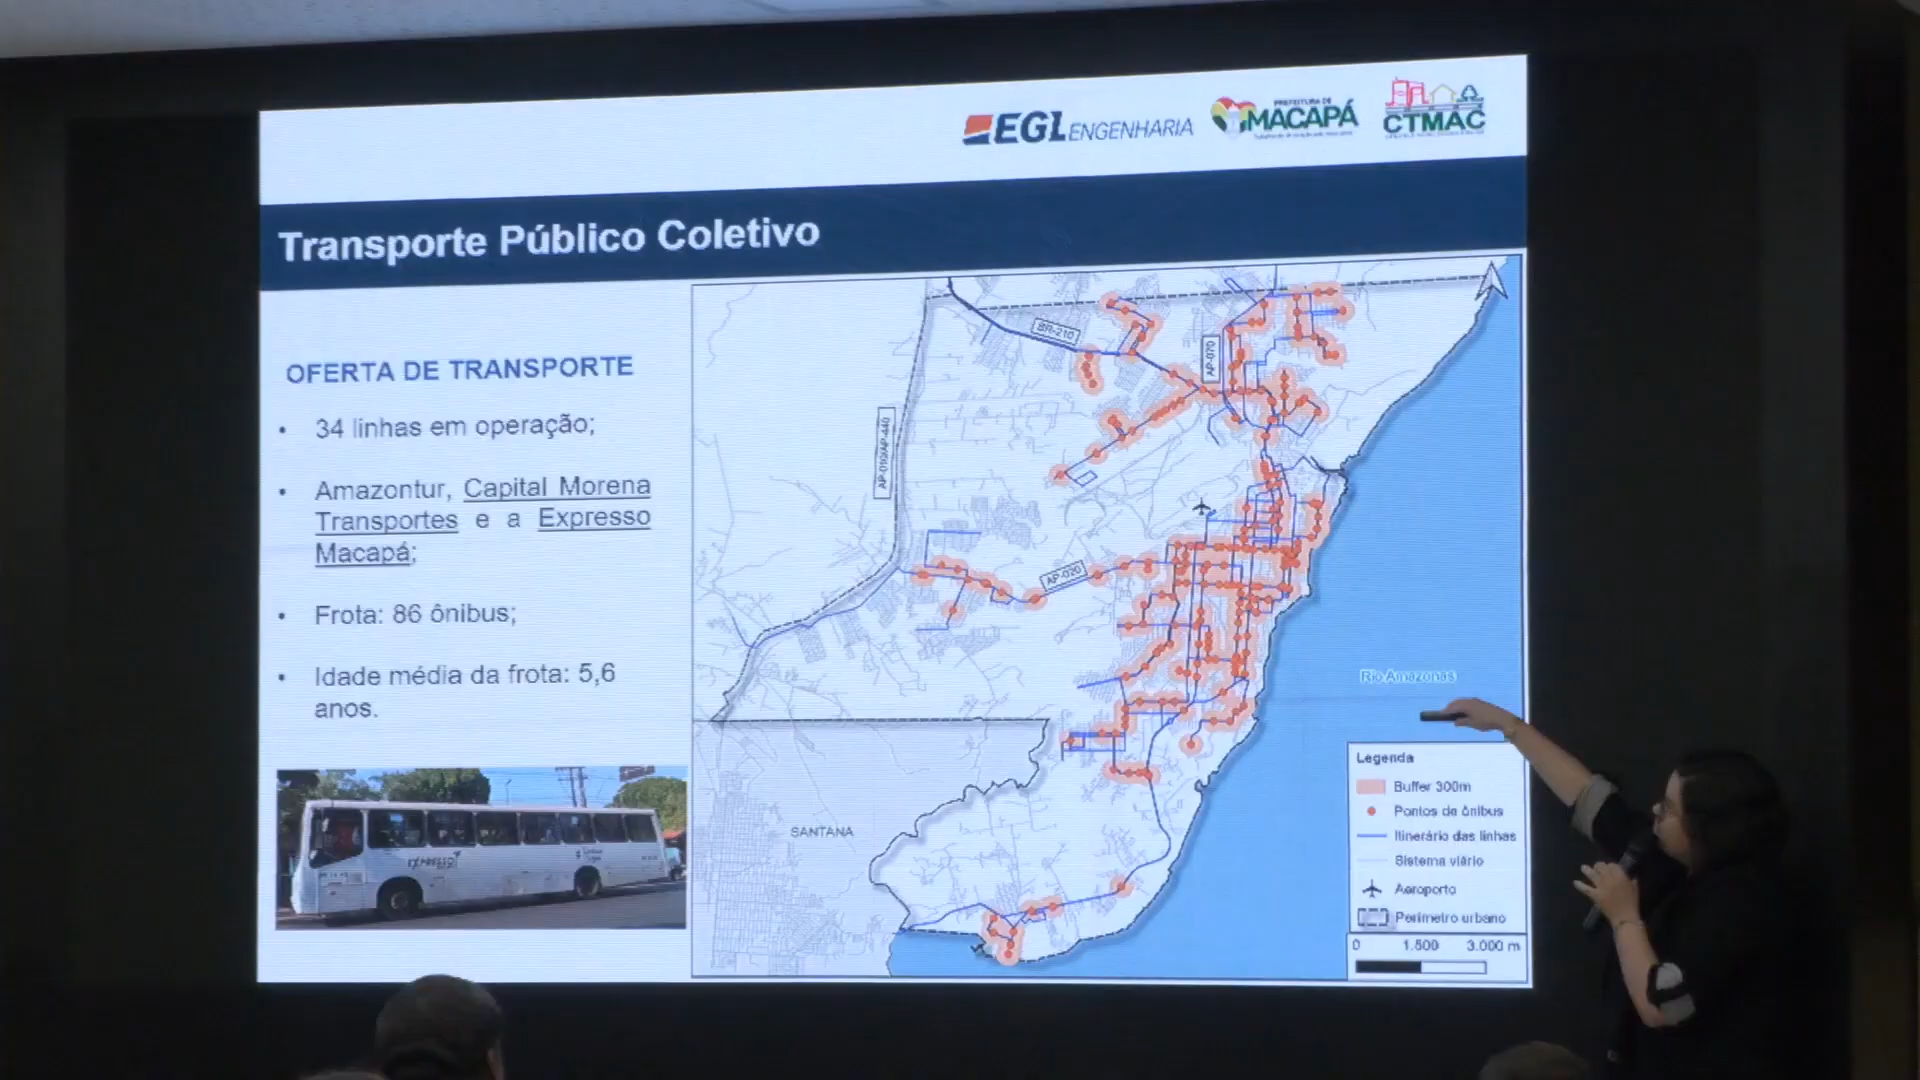 EGL ENGENHARIA
PREFEITURA DE
MACAPÁ
CTMAC
Transporte Público Coletivo
OFERTA DE TRANSPORTE
• 34 linhas em operação;
• Amazontur, Capital Morena
Transportes e a Expresso
Macapá;
• Frota: 86 ônibus;
• Idade média da frota: 5,6
anos.
EXPRESSO
BR-210
AP-070
AP-010/AP-440
AP-020
Rio Amazonas
SANTANA
Legenda
Buffer 300m
Pontos de ônibus
Itinerário das linhas
Sistema viário
Aeroporto
Perímetro urbano
0 1.500 3.000 m